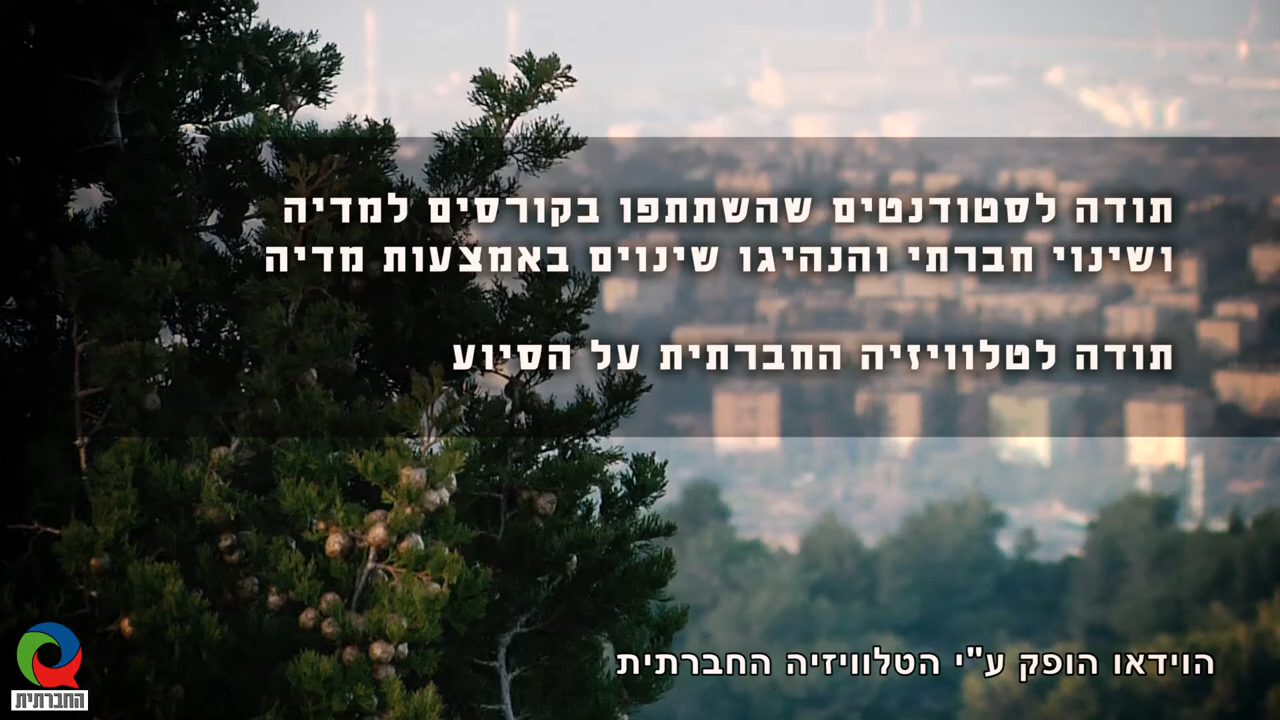 תודה לסטודנטים שהשתתפו בקורסים למדיה
ושינוי חברתי והנהיגו שינוים באמצעות מדיה
תודה לטלוויזיה החברתית על הסיוע
הוידאו הופק ע"י הטלוויזיה החברתית
החברתית